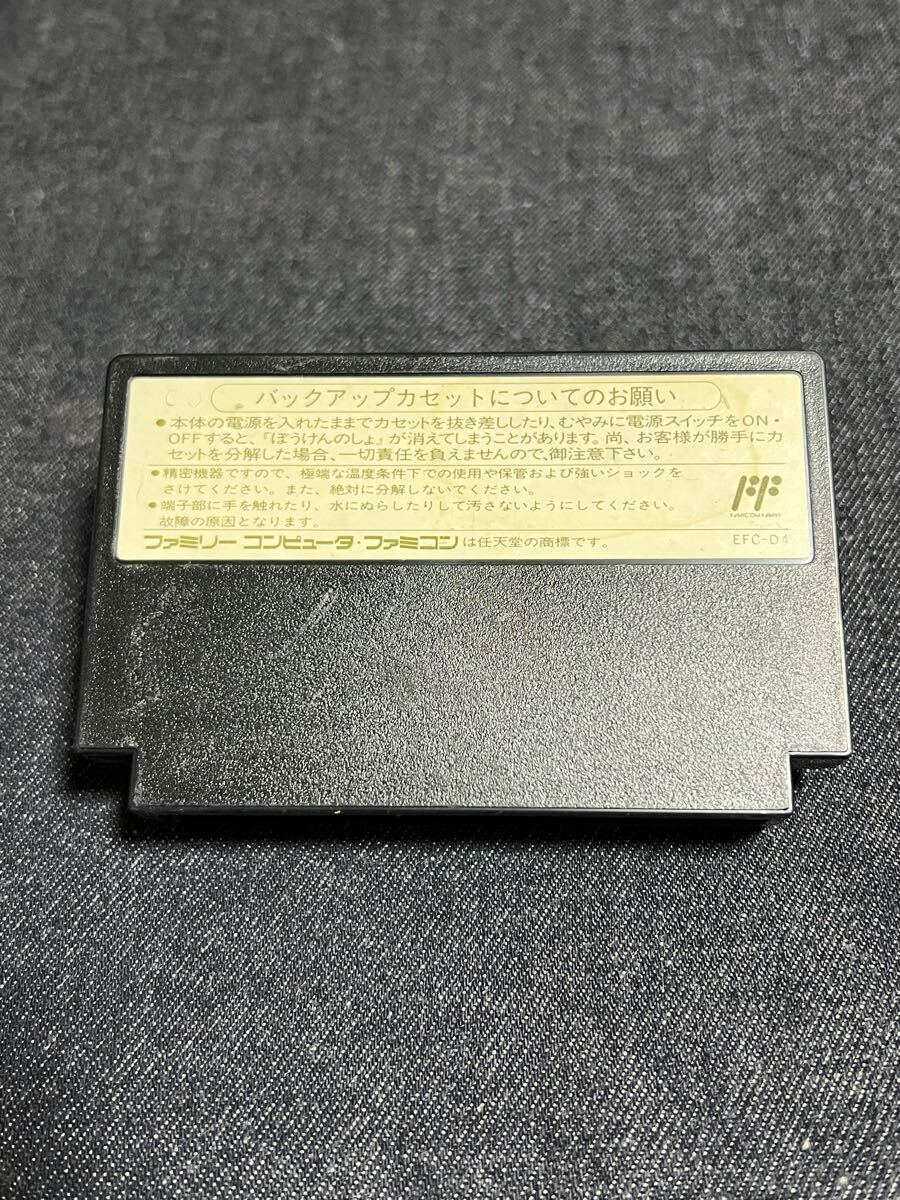 バックアップカセットについてのお願い
●本体の電源を入れたままでカセットを抜き差ししたり、むやみに電源スイッチをON・
OFFすると、『ぼうけんのしょ』が消えてしまうことがあります。尚、お客様が勝手にカ
セットを分解した場合、一切責任を負えませんので、御注意下さい。
●精密機器ですので、極端な温度条件下での使用や保管および強いショックを
さけてください。また、絶対に分解しないでください。
●端子部に手を触れたり、水にぬらしたりして汚さないようにしてください。
故障の原因となります。
FF
FAMICOM FAMILY
ファミリー コンピュータ・ファミコンは任天堂の商標です。
EFC-D4